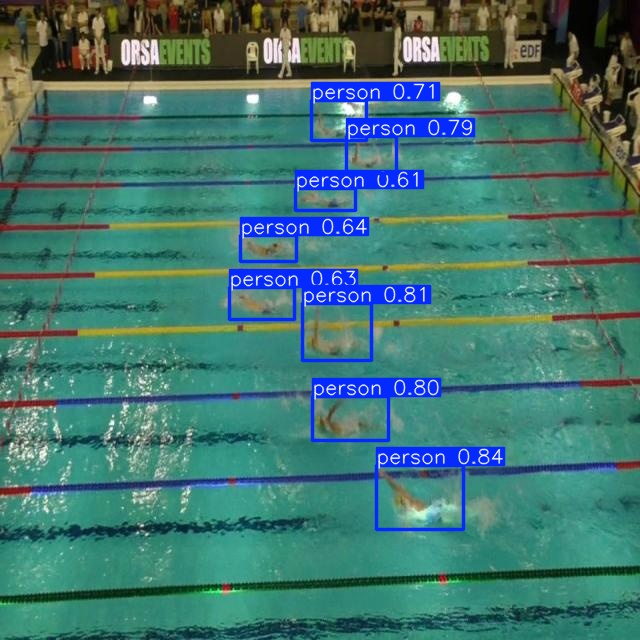 ORSAEVENTS ORSAEVENTS ORSAEVENTS
eDF
person 0.71
person 0.79
person 0.61
person 0.64
person 0.63
person 0.81
person 0.80
person 0.84